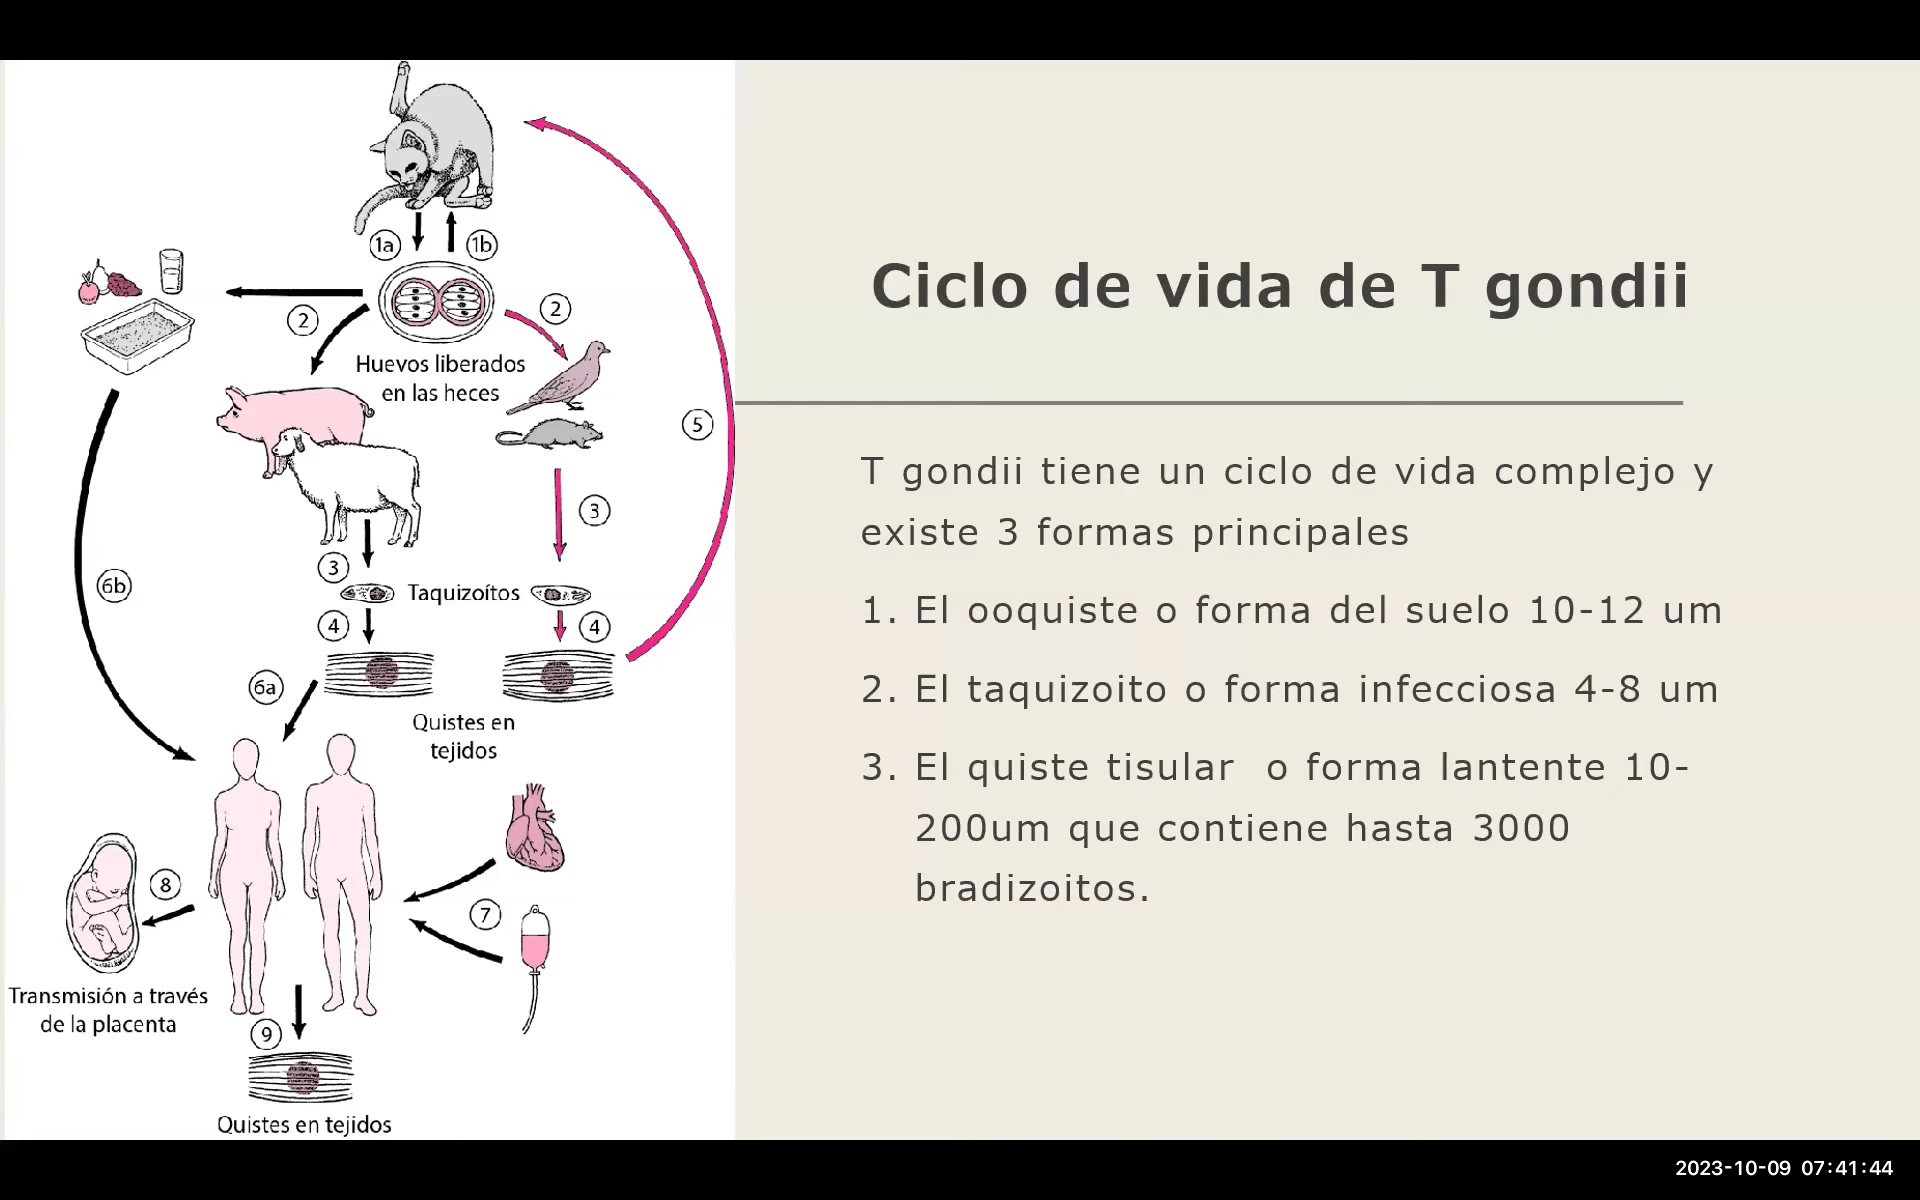 1a
1b
2
2
Huevos liberados
en las heces
5
3
6b
3
Taquizoítos
4
4
6a
Quistes en
tejidos
8
7
Transmisión a través
de la placenta
9
Quistes en tejidos
Ciclo de vida de T gondii
T gondii tiene un ciclo de vida complejo y
existe 3 formas principales
1. El ooquiste o forma del suelo 10-12 um
2. El taquizoito o forma infecciosa 4-8 um
3. El quiste tisular o forma lantente 10-
200um que contiene hasta 3000
bradizoitos.
2023-10-09 07:41:44